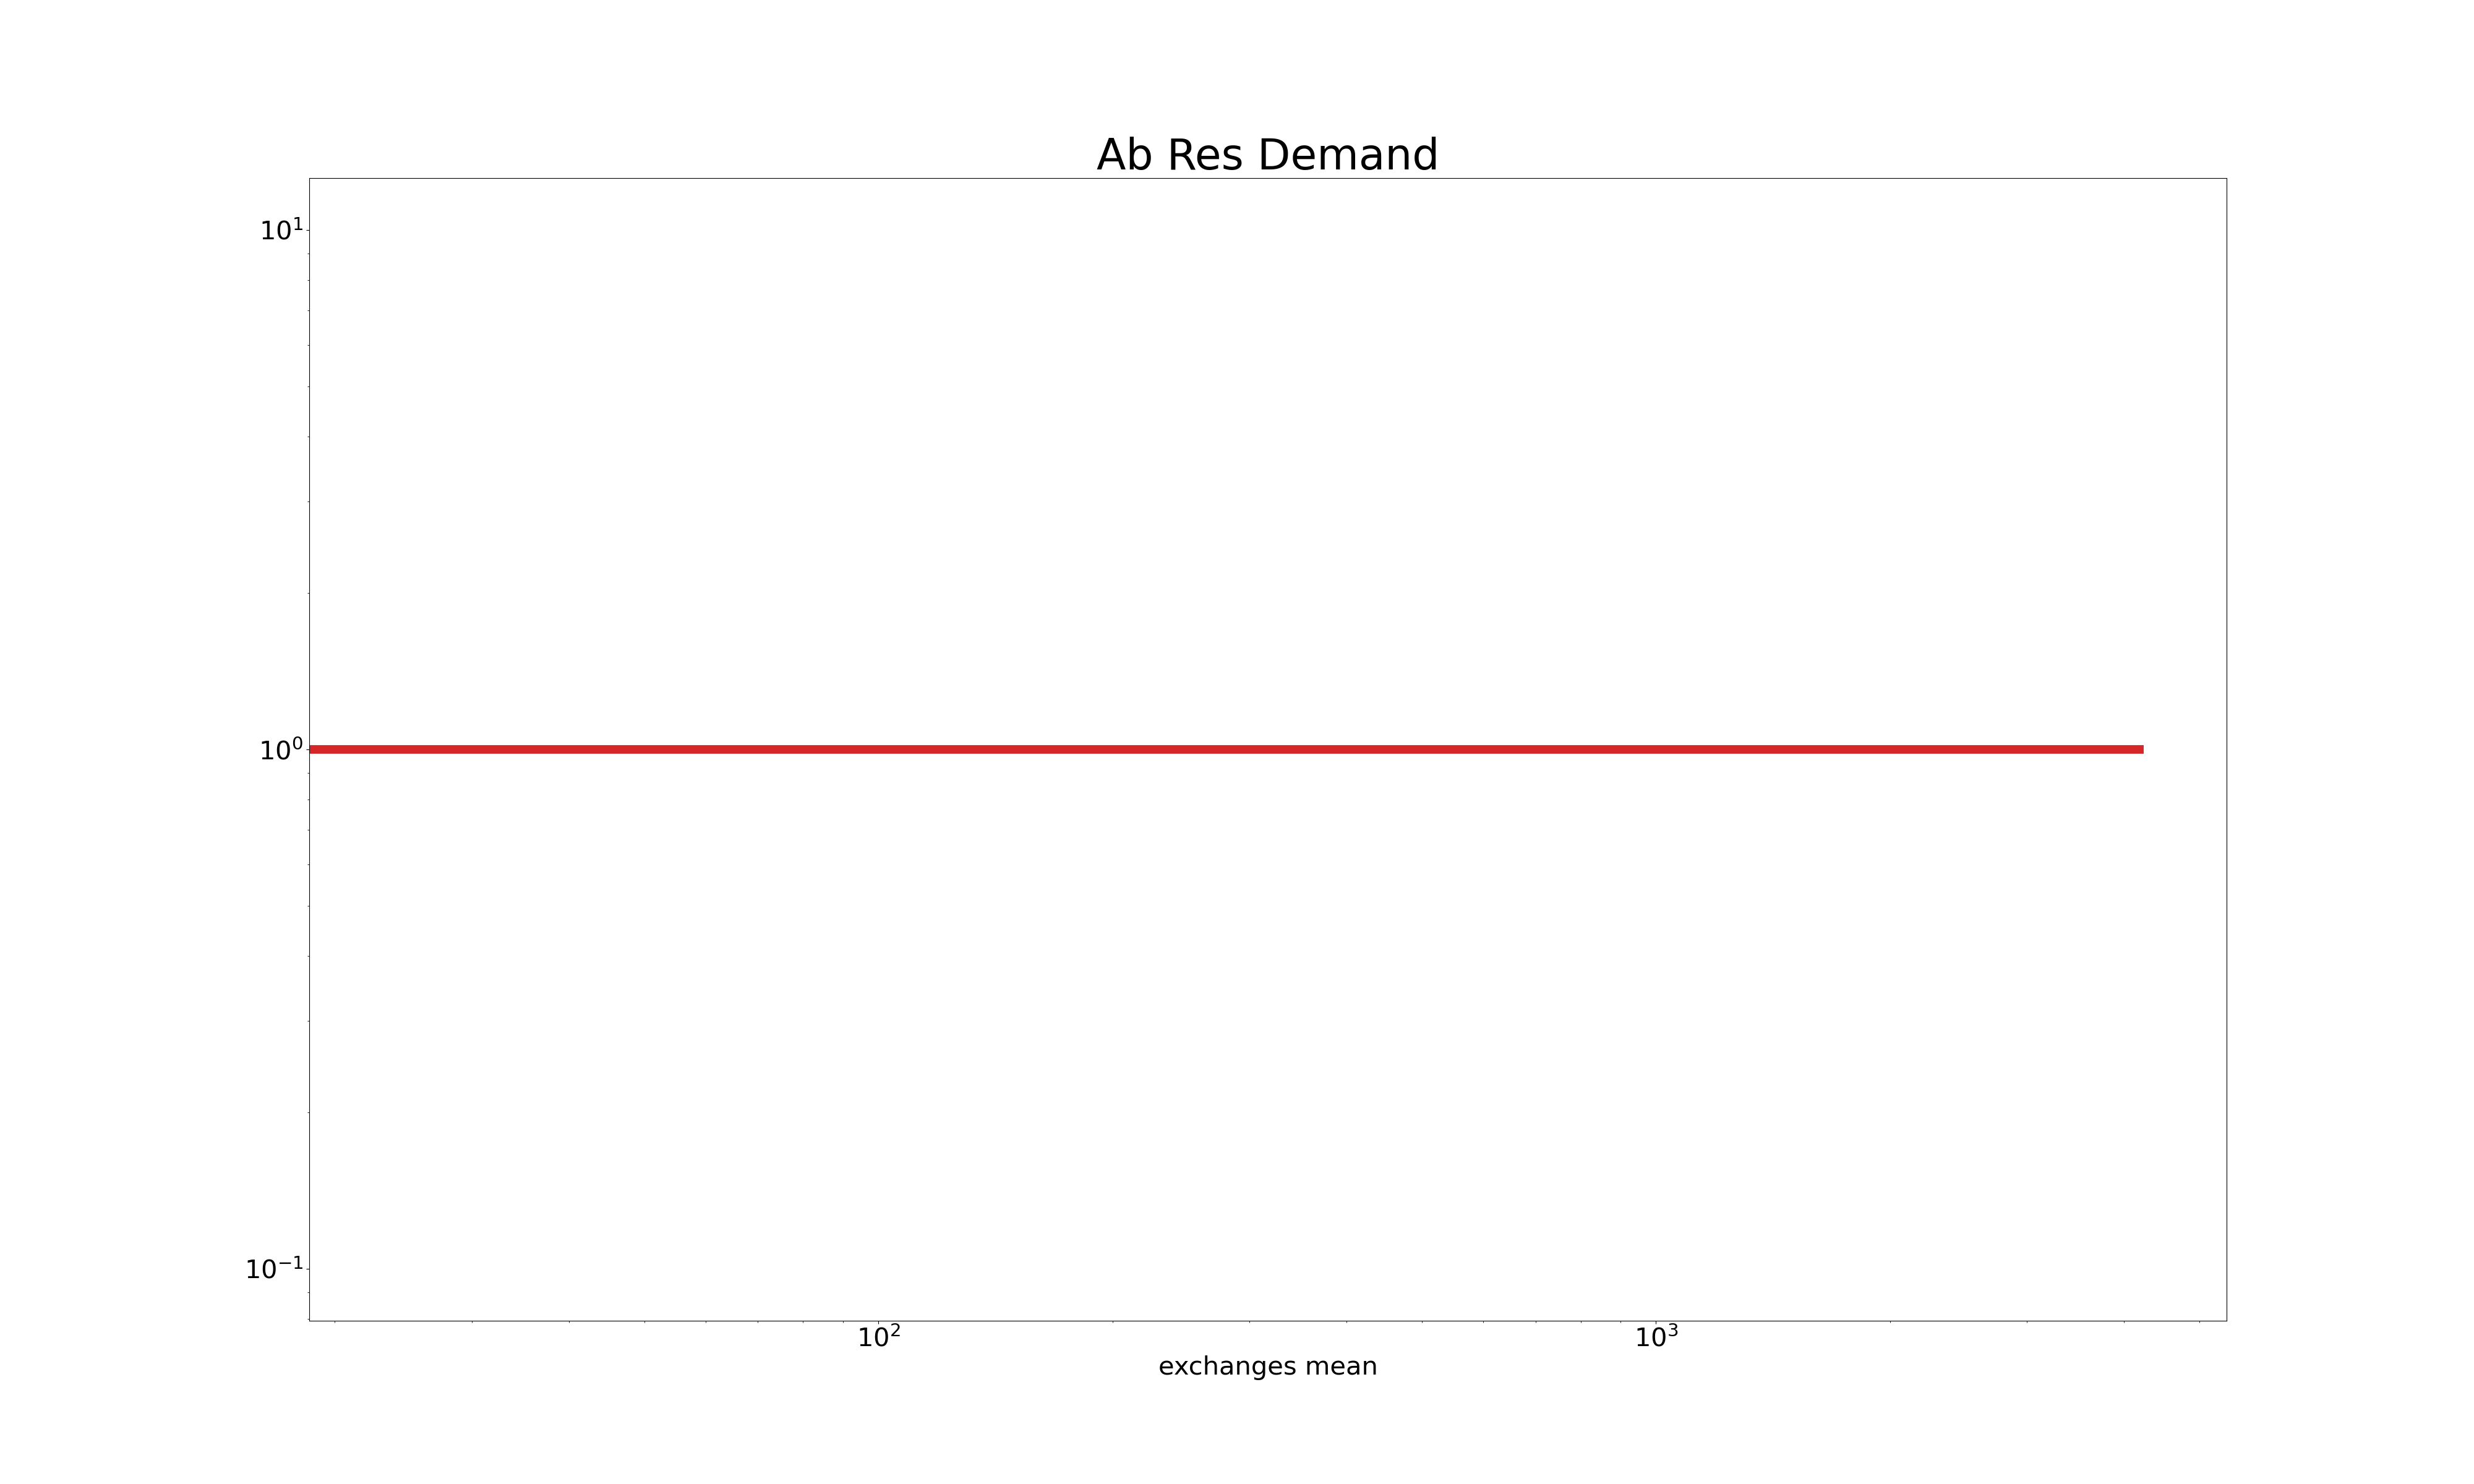 Ab Res Demand
10¹
10⁰
10⁻¹
10² 10³
exchanges mean